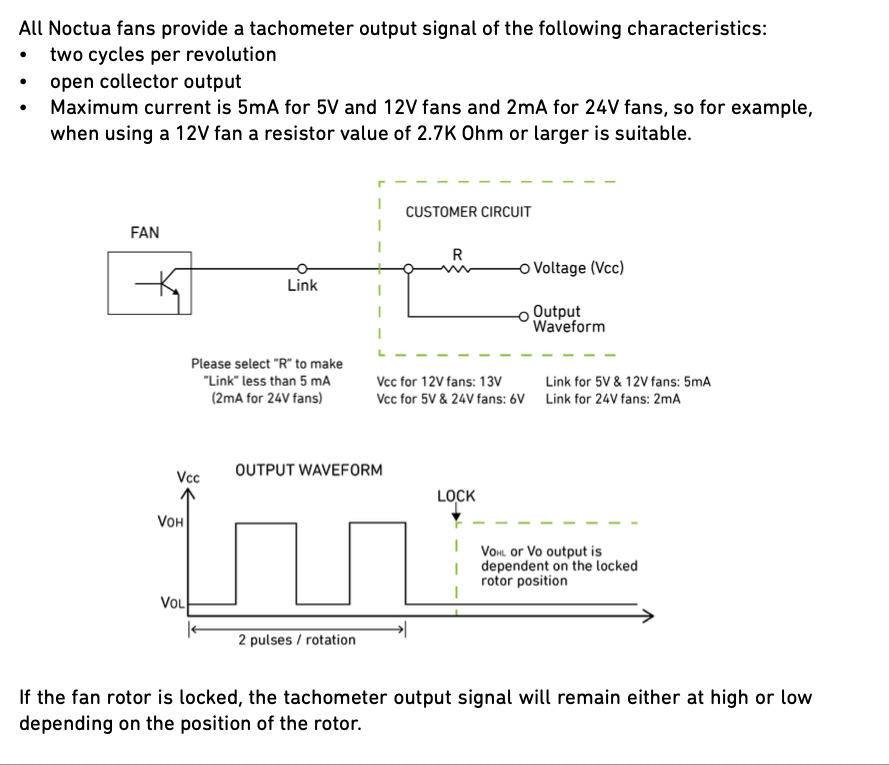 All Noctua fans provide a tachometer output signal of the following characteristics:
• two cycles per revolution
• open collector output
• Maximum current is 5mA for 5V and 12V fans and 2mA for 24V fans, so for example,
when using a 12V fan a resistor value of 2.7K Ohm or larger is suitable.
CUSTOMER CIRCUIT
FAN
R
Voltage (Vcc)
Link
Output
Waveform
Please select "R" to make
"Link" less than 5 mA
(2mA for 24V fans)
Vcc for 12V fans: 13V
Vcc for 5V & 24V fans: 6V
Link for 5V & 12V fans: 5mA
Link for 24V fans: 2mA
OUTPUT WAVEFORM
Vcc
LOCK
VOH
VOHL or Vo output is
dependent on the locked
rotor position
VOL
2 pulses / rotation
If the fan rotor is locked, the tachometer output signal will remain either at high or low
depending on the position of the rotor.